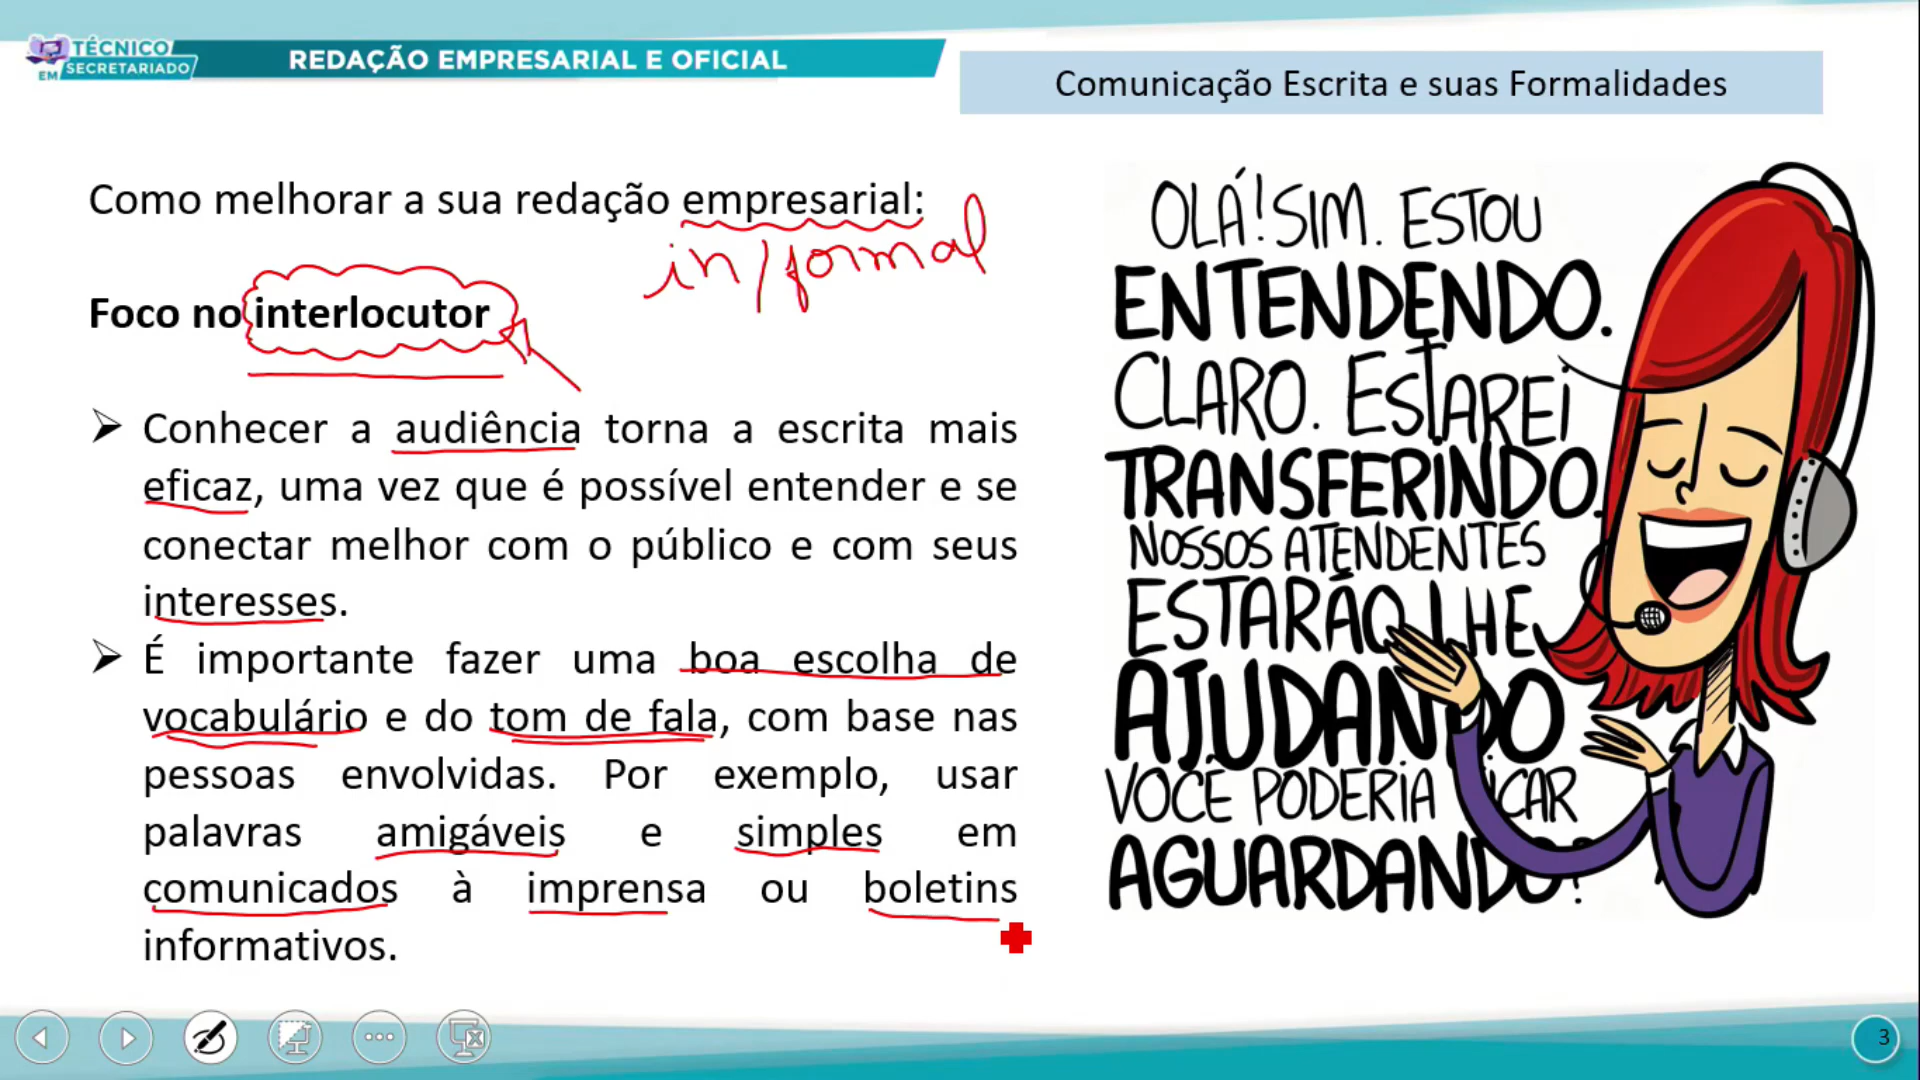 TÉCNICO
EM SECRETARIADO
REDAÇÃO EMPRESARIAL E OFICIAL
Comunicação Escrita e suas Formalidades
Como melhorar a sua redação empresarial:
in/formal
Foco no interlocutor
Conhecer a audiência torna a escrita mais
eficaz, uma vez que é possível entender e se
conectar melhor com o público e com seus
interesses.
É importante fazer uma boa escolha de
vocabulário e do tom de fala, com base nas
pessoas envolvidas. Por exemplo, usar
palavras amigáveis e simples em
comunicados à imprensa ou boletins
informativos.
OLÁ! SIM. ESTOU
ENTENDENDO.
CLARO. ESTAREI
TRANSFERINDO.
NOSSOS ATENDENTES
ESTARÃO LHE
AJUDANDO
VOCÊ PODERIA FICAR
AGUARDANDO?
3